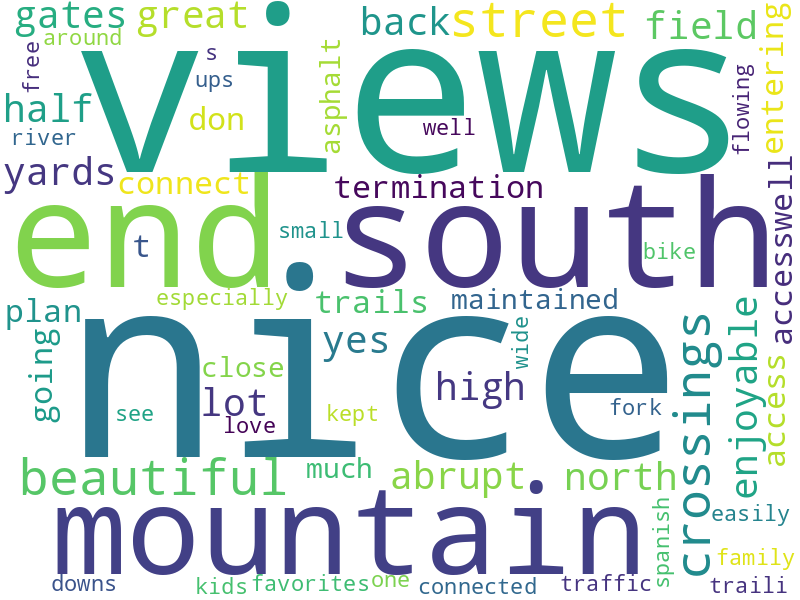 gates
great
back
street
field
entering
around
views
free
s
ups
asphalt
flowing
half
don
well
river
yards
connect
termination
accesswell
end
south
t
small
bike
especially
trails
maintained
plan
nice
yes
wide
crossings
enjoyable
access
going
close
high
lot
see
love
kept
fork
beautiful
much
abrupt
north
mountain
spanish
easily
family
downs
kids
favorites
one
connected
traffic
traili